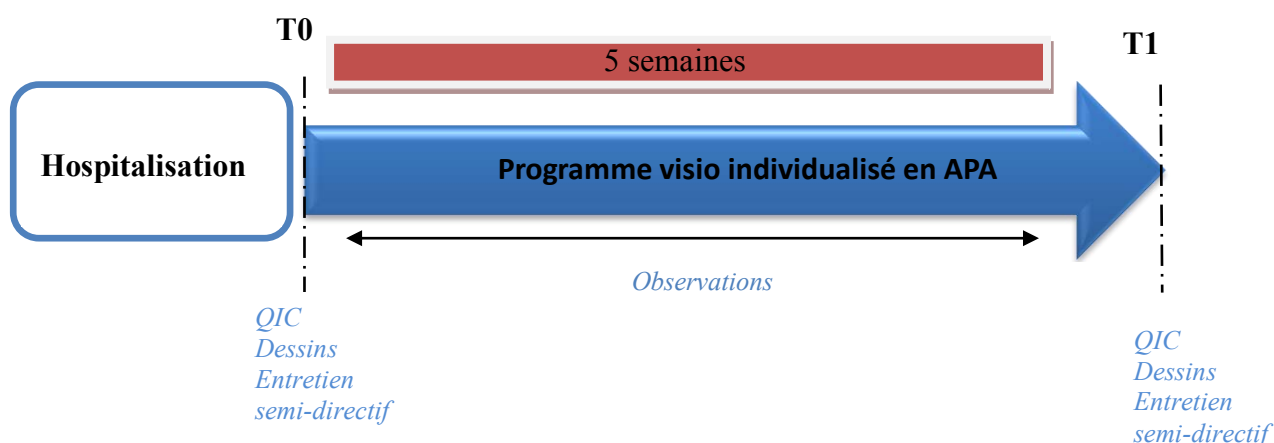 T0
T1
5 semaines
Hospitalisation
Programme visio individualisé en APA
Observations
QIC
Dessins
Entretien
semi-directif
QIC
Dessins
Entretien
semi-directif